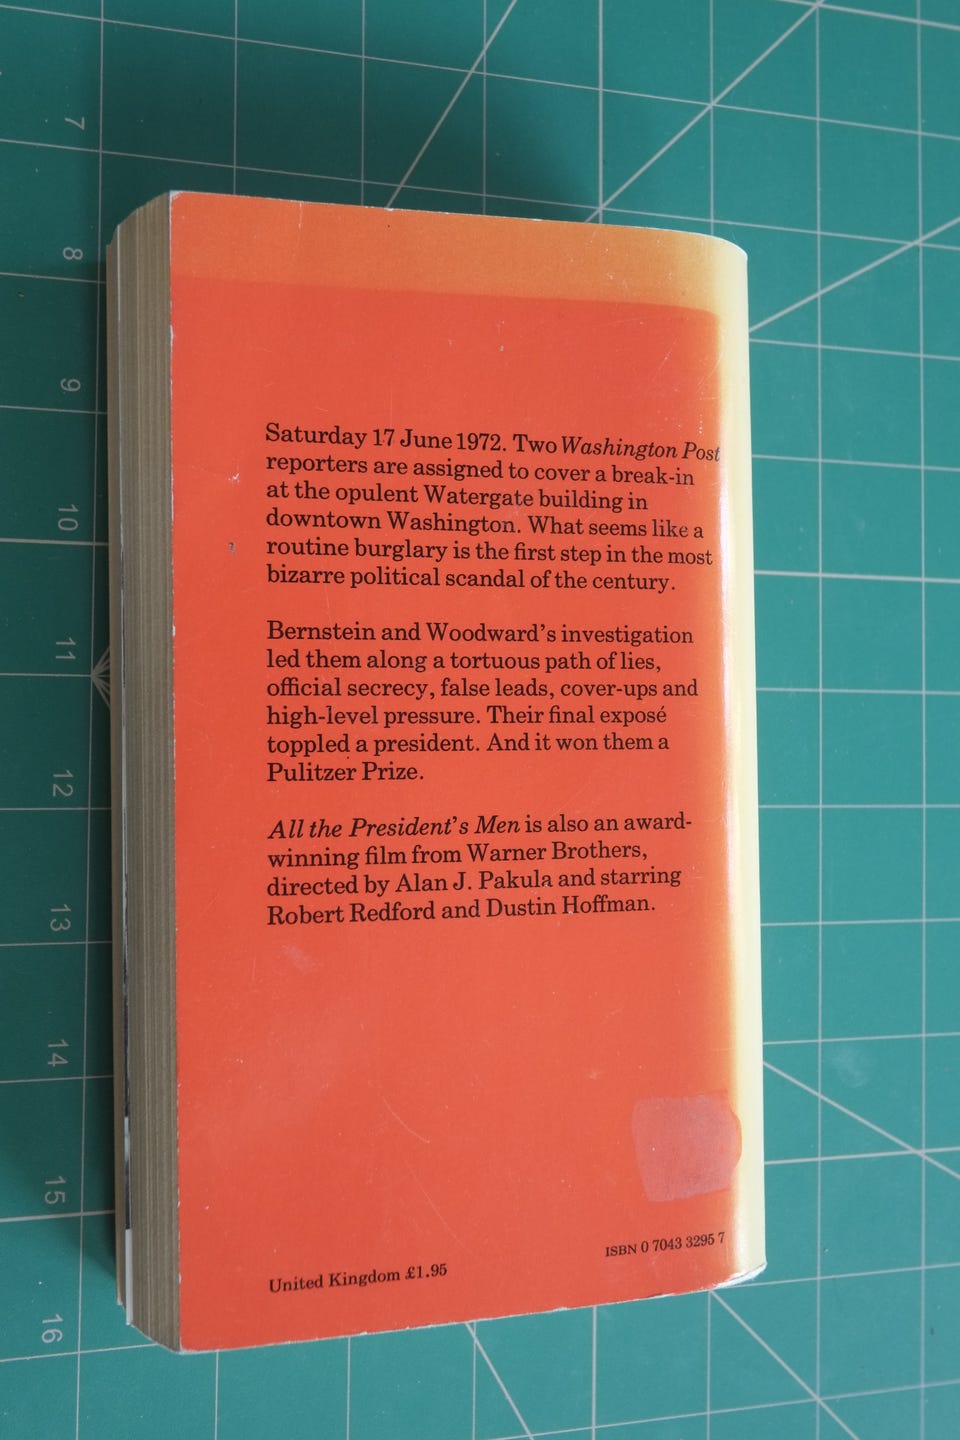 7
8
9
10
11
12
13
14
15
16
Saturday 17 June 1972. Two Washington Post
reporters are assigned to cover a break-in
at the opulent Watergate building in
downtown Washington. What seems like a
routine burglary is the first step in the most
bizarre political scandal of the century.
Bernstein and Woodward's investigation
led them along a tortuous path of lies,
official secrecy, false leads, cover-ups and
high-level pressure. Their final exposé
toppled a president. And it won them a
Pulitzer Prize.
All the President's Men is also an award-
winning film from Warner Brothers,
directed by Alan J. Pakula and starring
Robert Redford and Dustin Hoffman.
ISBN 0 7043 3295 7
United Kingdom £1.95